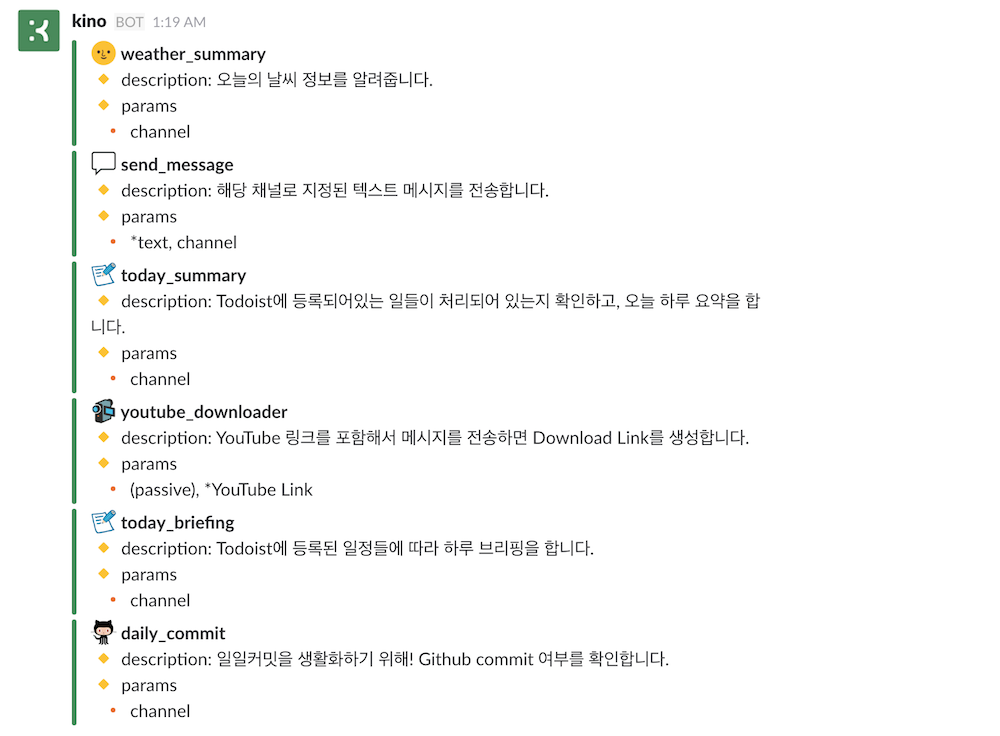 kino BOT 1:19 AM
weather_summary
description: 오늘의 날씨 정보를 알려줍니다.
params
channel
send_message
description: 해당 채널로 지정된 텍스트 메시지를 전송합니다.
params
*text, channel
today_summary
description: Todoist에 등록되어있는 일들이 처리되어 있는지 확인하고, 오늘 하루 요약을 합
니다.
params
channel
youtube_downloader
description: YouTube 링크를 포함해서 메시지를 전송하면 Download Link를 생성합니다.
params
(passive), *YouTube Link
today_briefing
description: Todoist에 등록된 일정들에 따라 하루 브리핑을 합니다.
params
channel
daily_commit
description: 일일커밋을 생활화하기 위해! Github commit 여부를 확인합니다.
params
channel